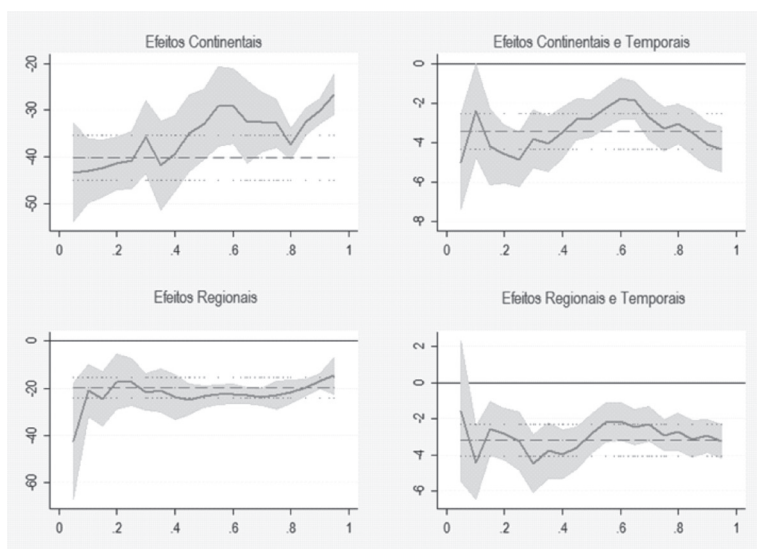 Efeitos Continentais
-20
-30
-40
-50
0 .2 .4 .6 .8 1
Efeitos Continentais e Temporais
0
-2
-4
-6
-8
0 .2 .4 .6 .8 1
Efeitos Regionais
0
-20
-40
-60
0 .2 .4 .6 .8 1
Efeitos Regionais e Temporais
2
0
-2
-4
-6
0 .2 .4 .6 .8 1